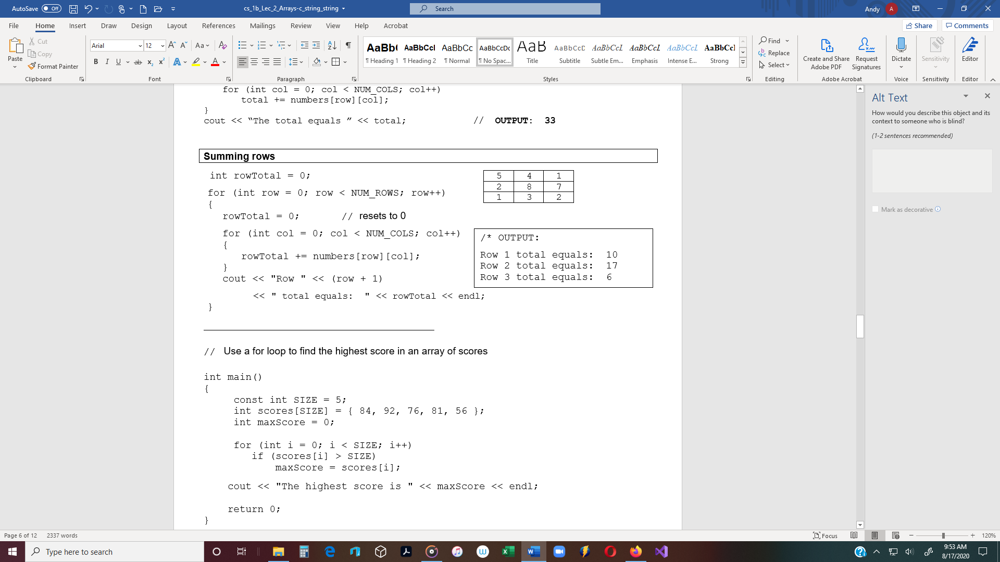 AutoSave Off cs_1b_Lec_2_Arrays-c_string_string Search Andy A
File Home Insert Draw Design Layout References Mailings Review View Help Acrobat Share Comments
Paste Cut Copy Format Painter
Clipboard
Arial 12
Font
Paragraph
AaBb( AaBbCcI AaBbCc AaBbCcDc AaB AaBbCcD AaBbCcI AaBbCcI AaBbCcI AaBbCcI
¶ Heading 1 ¶ Heading 2 ¶ Normal ¶ No Spac... Title Subtitle Subtle Em... Emphasis Intense E... Strong
Styles
Find
Replace
Select
Editing
Create and Share Adobe PDF
Request Signatures
Adobe Acrobat
Dictate
Voice
Sensitivity
Sensitivity
Editor
Editor
for (int col = 0; col < NUM_COLS; col++)
total += numbers[row][col];
}
cout << “The total equals ” << total; // OUTPUT: 33
Summing rows
int rowTotal = 0;
for (int row = 0; row < NUM_ROWS; row++)
{
rowTotal = 0; // resets to 0
for (int col = 0; col < NUM_COLS; col++)
{
rowTotal += numbers[row][col];
}
cout << "Row " << (row + 1)
<< " total equals:  " << rowTotal << endl;
}
5 4 1
2 8 7
1 3 2
/* OUTPUT:
Row 1 total equals: 10
Row 2 total equals: 17
Row 3 total equals: 6
// Use a for loop to find the highest score in an array of scores
int main()
{
const int SIZE = 5;
int scores[SIZE] = { 84, 92, 76, 81, 56 };
int maxScore = 0;
for (int i = 0; i < SIZE; i++)
if (scores[i] > SIZE)
maxScore = scores[i];
cout << "The highest score is " << maxScore << endl;
return 0;
}
Alt Text
How would you describe this object and its
context to someone who is blind?
(1-2 sentences recommended)
Mark as decorative
Page 6 of 12 2337 words Focus 120%
Type here to search
9:53 AM
8/17/2020